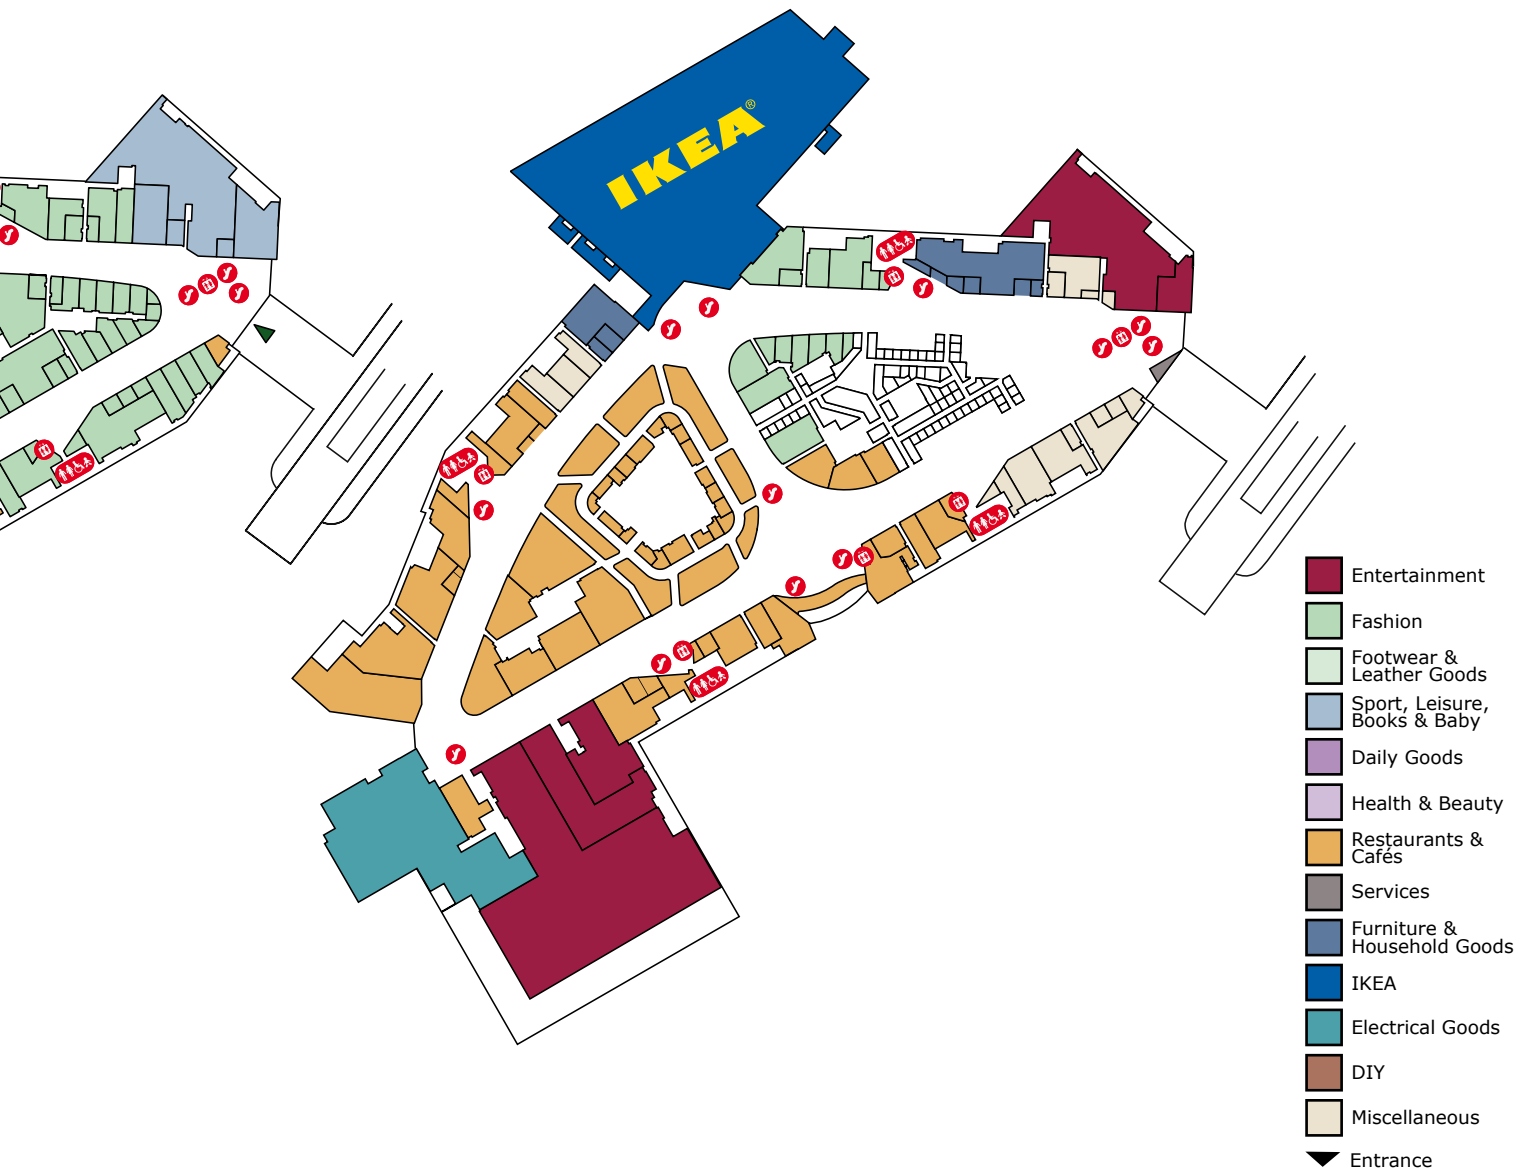 IKEA®
Entertainment
Fashion
Footwear &
Leather Goods
Sport, Leisure,
Books & Baby
Daily Goods
Health & Beauty
Restaurants &
Cafés
Services
Furniture &
Household Goods
IKEA
Electrical Goods
DIY
Miscellaneous
Entrance